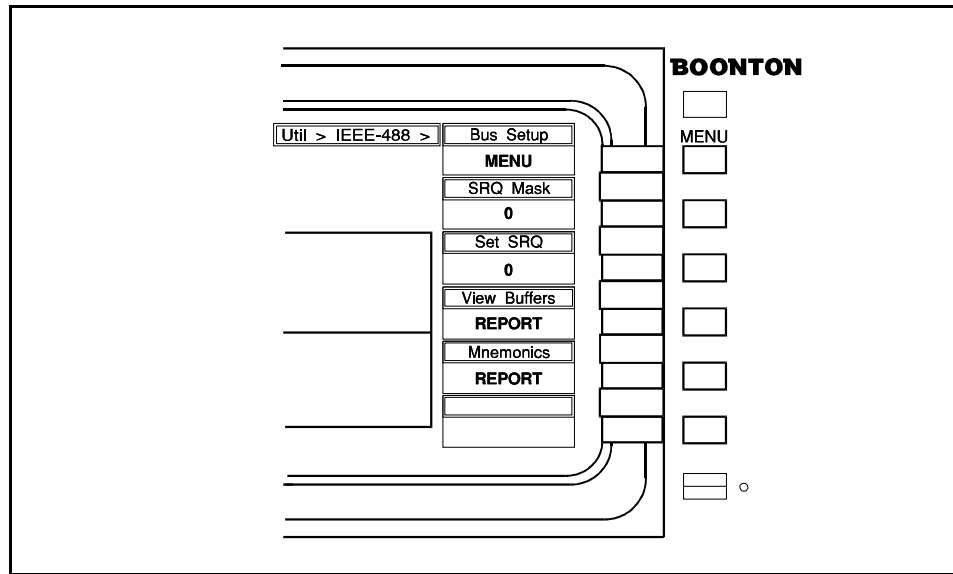 BOONTON
MENU
Util > IEEE-488 >
Bus Setup
MENU
SRQ Mask
0
Set SRQ
0
View Buffers
REPORT
Mnemonics
REPORT